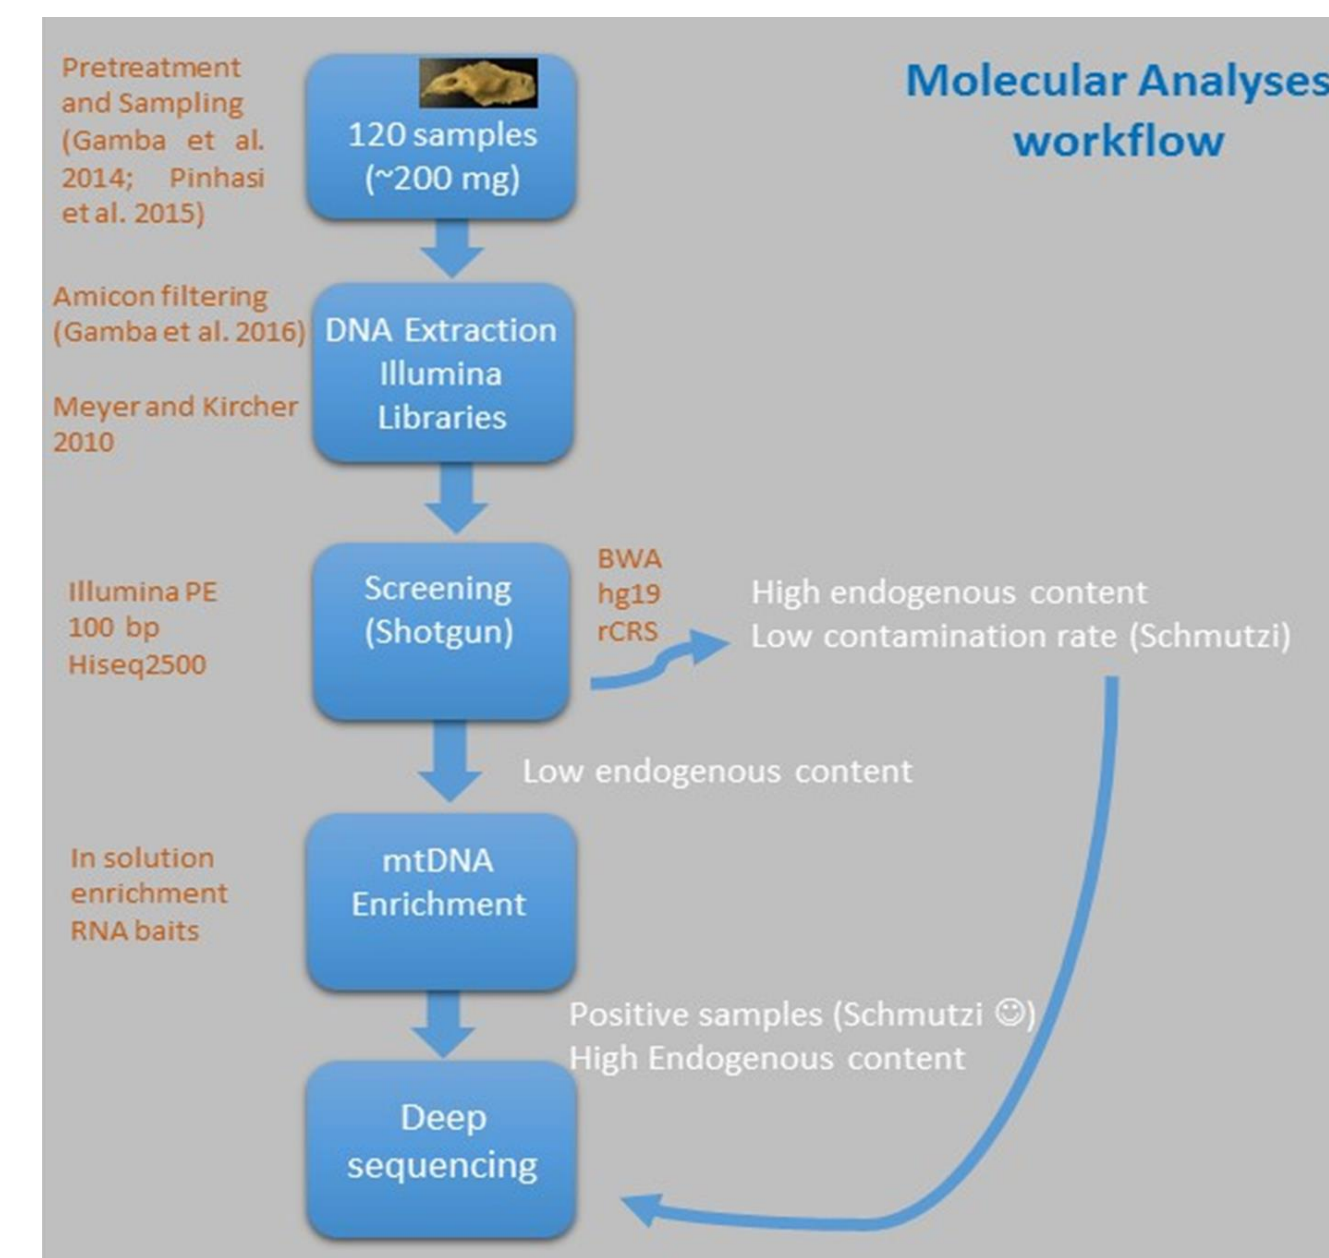 Molecular Analyses
workflow
Pretreatment
and Sampling
(Gamba et al.
2014; Pinhasi
et al. 2015)
120 samples
(~200 mg)
Amicon filtering
(Gamba et al. 2016)
Meyer and Kircher
2010
DNA Extraction
Illumina
Libraries
Illumina PE
100 bp
Hiseq2500
Screening
(Shotgun)
BWA
hg19
rCRS
High endogenous content
Low contamination rate (Schmutzi)
Low endogenous content
In solution
enrichment
RNA baits
mtDNA
Enrichment
Positive samples (Schmutzi ☺)
High Endogenous content
Deep
sequencing